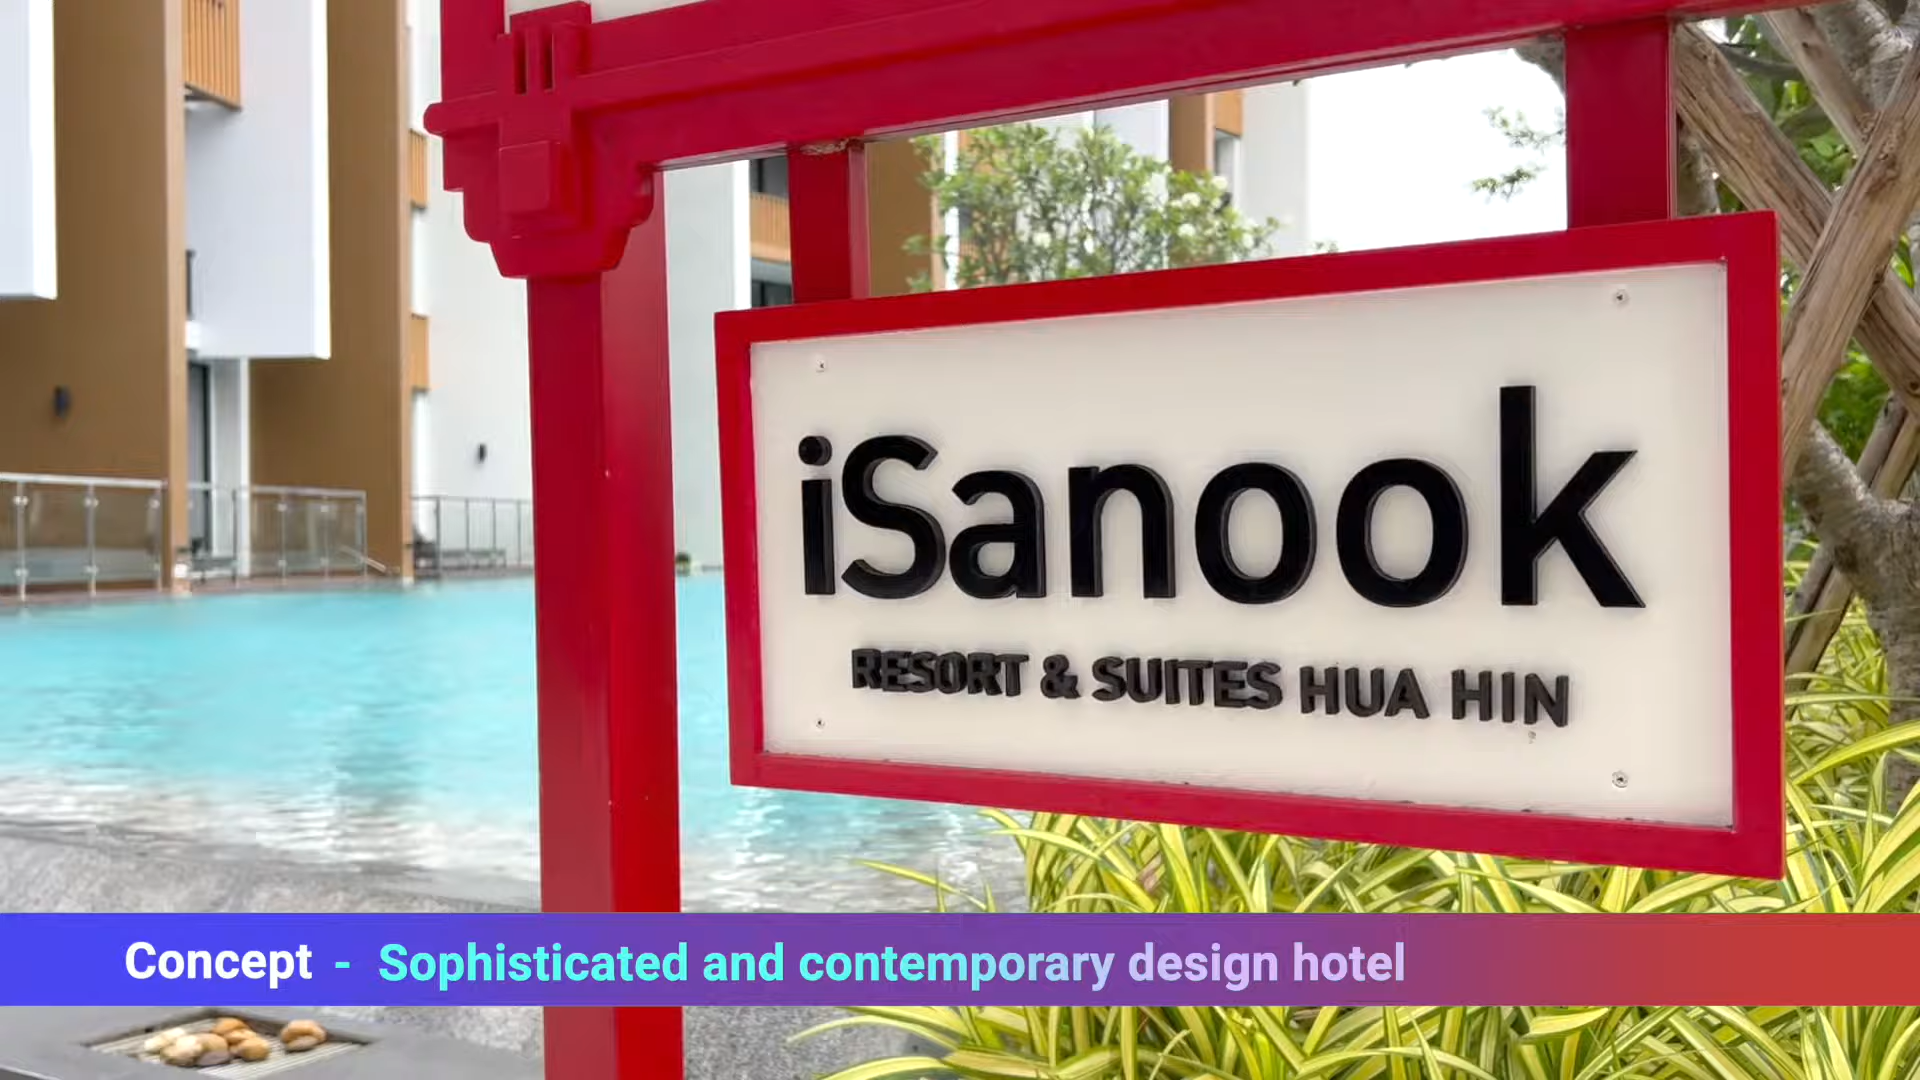 iSanook
RESORT & SUITES HUA HIN
Concept - Sophisticated and contemporary design hotel